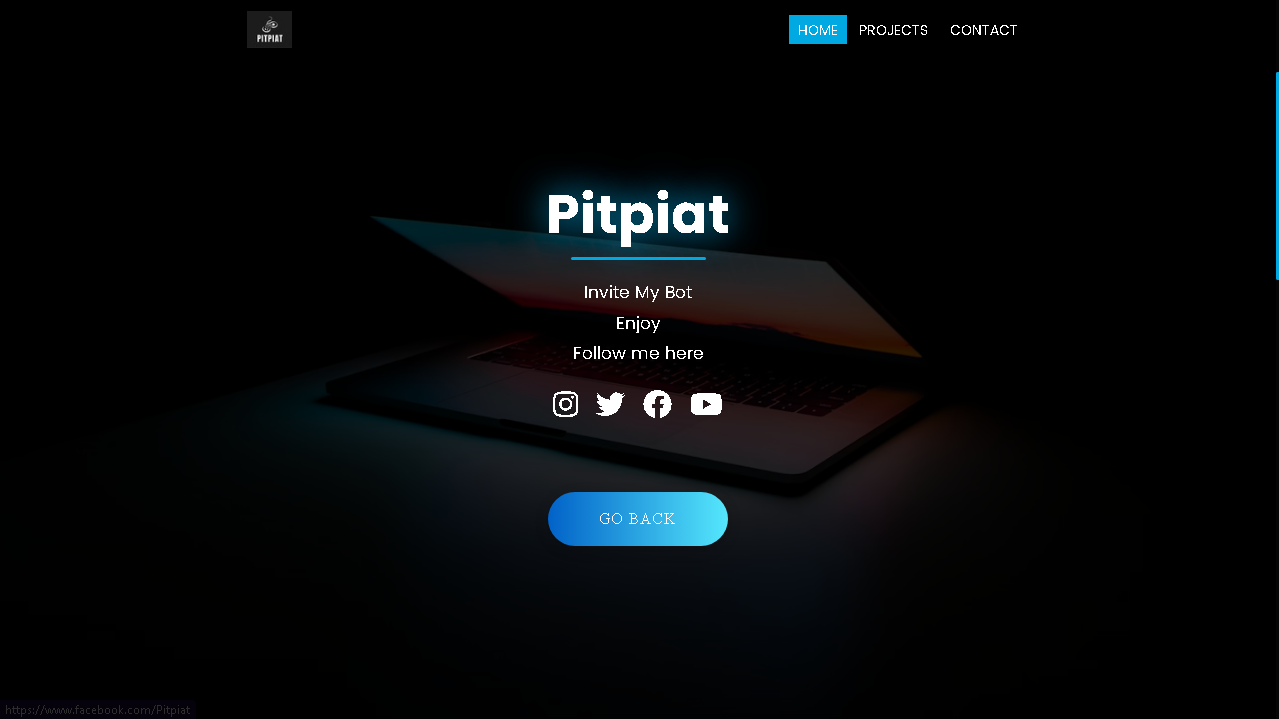 PITPIAT
HOME
PROJECTS
CONTACT
Pitpiat
Invite My Bot
Enjoy
Follow me here
GO BACK
https://www.facebook.com/Pitpiat